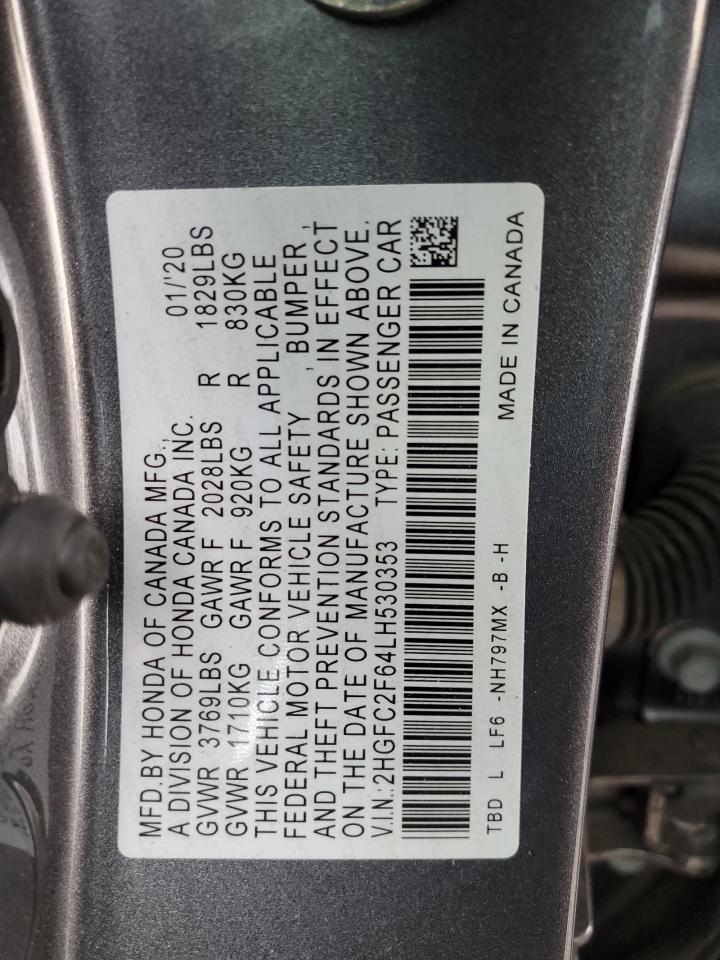 MFD. BY HONDA OF CANADA MFG., 01/'20
A DIVISION OF HONDA CANADA INC.
GVWR 3769LBS GAWR F 2028LBS R 1829LBS
GVWR 1710KG GAWR F 920KG R 830KG
THIS VEHICLE CONFORMS TO ALL APPLICABLE
FEDERAL MOTOR VEHICLE SAFETY , BUMPER ,
AND THEFT PREVENTION STANDARDS IN EFFECT
ON THE DATE OF MANUFACTURE SHOWN ABOVE.
V.I.N.:2HGFC2F64LH530353 TYPE: PASSENGER CAR
MADE IN CANADA
TBD L LF6 -NH797MX -B -H